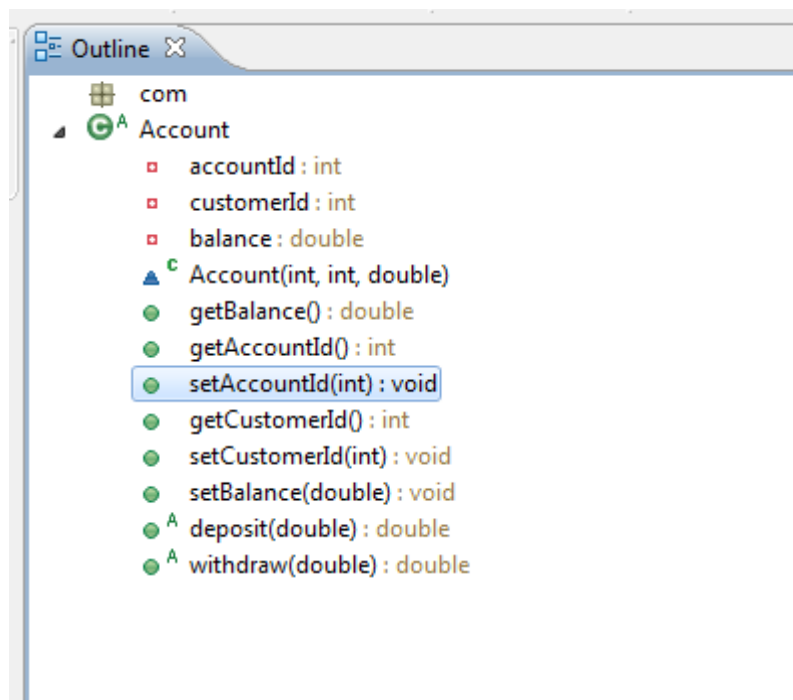 Outline
com
A Account
accountId : int
customerId : int
balance : double
C Account(int, int, double)
getBalance() : double
getAccountId() : int
setAccountId(int) : void
getCustomerId() : int
setCustomerId(int) : void
setBalance(double) : void
A deposit(double) : double
A withdraw(double) : double